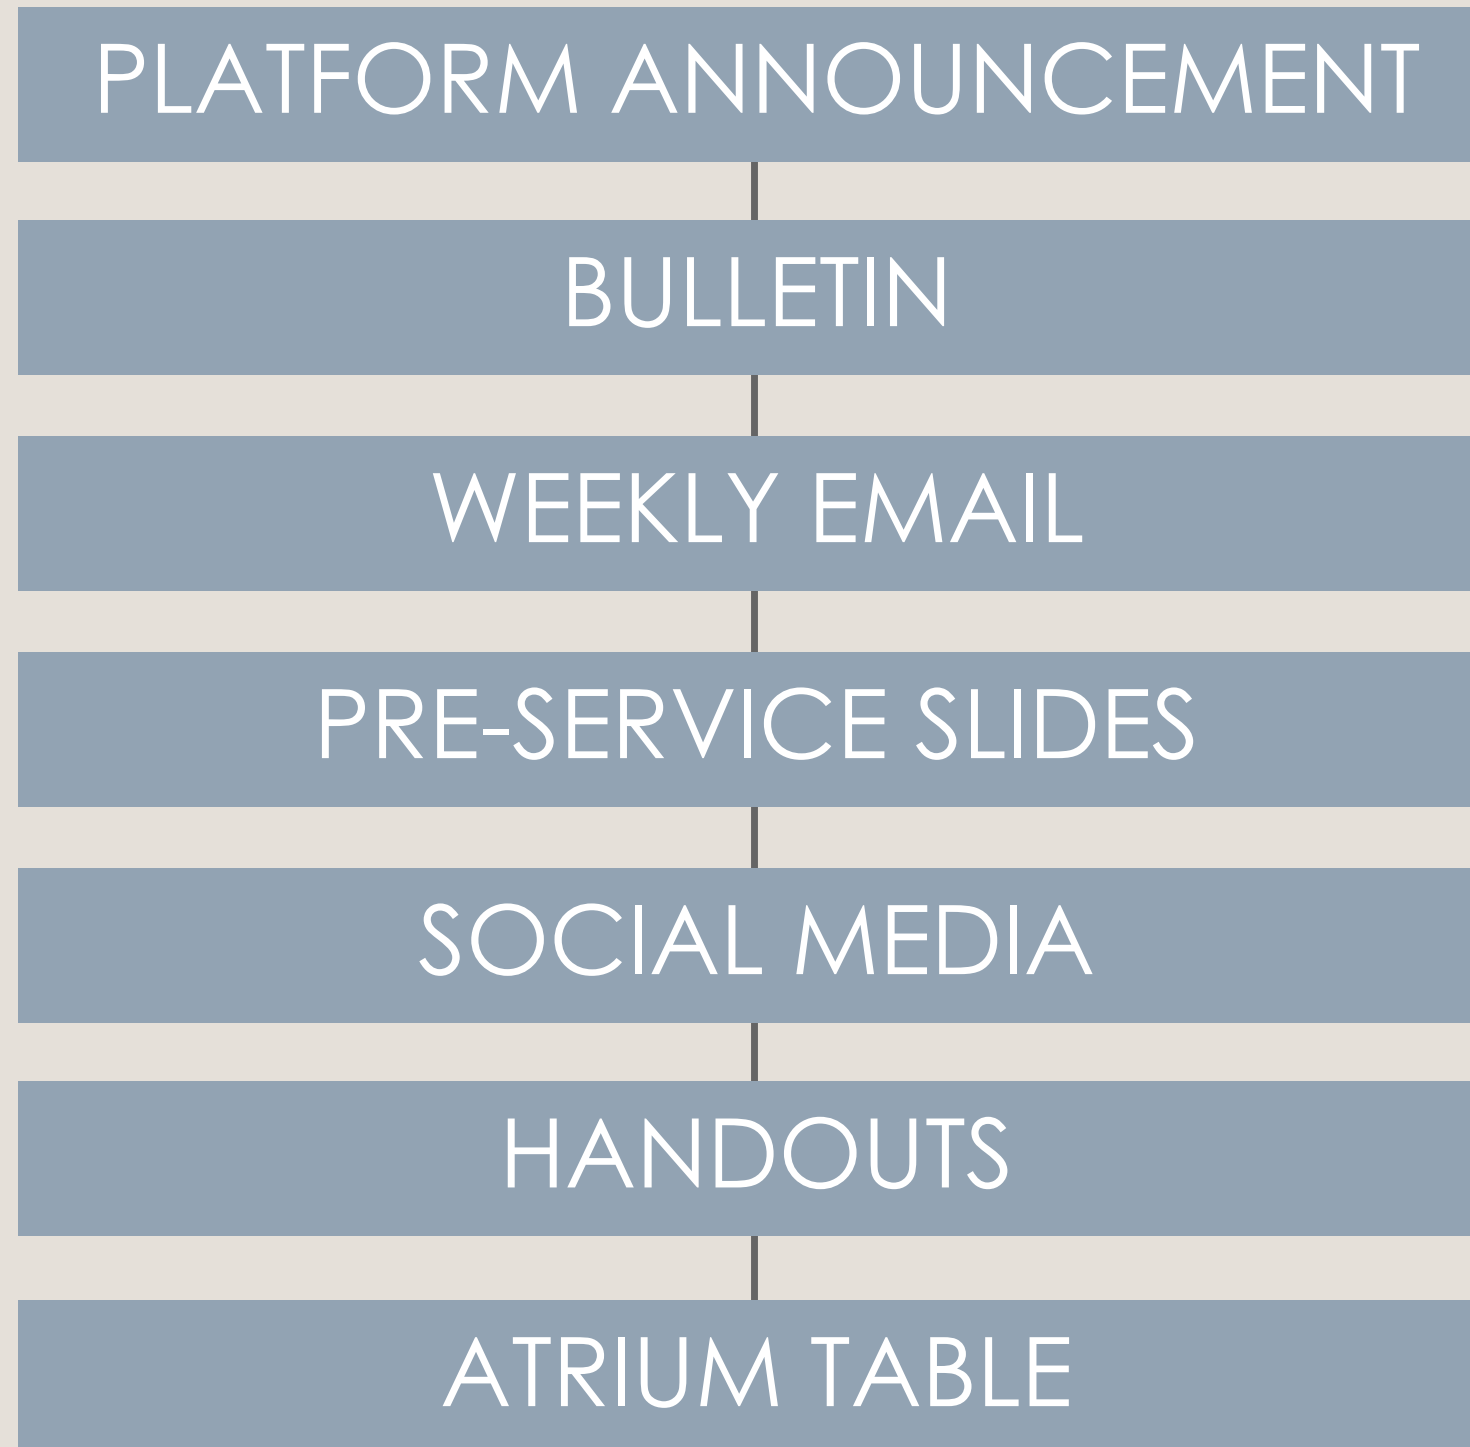 PLATFORM ANNOUNCEMENT
BULLETIN
WEEKLY EMAIL
PRE-SERVICE SLIDES
SOCIAL MEDIA
HANDOUTS
ATRIUM TABLE